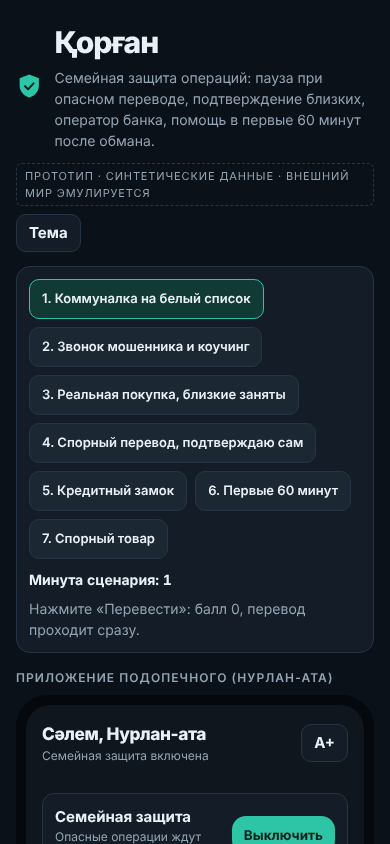 Қорған
Семейная защита операций: пауза при
опасном переводе, подтверждение близких,
оператор банка, помощь в первые 60 минут
после обмана.
ПРОТОТИП · СИНТЕТИЧЕСКИЕ ДАННЫЕ · ВНЕШНИЙ
МИР ЭМУЛИРУЕТСЯ
Тема
1. Коммуналка на белый список
2. Звонок мошенника и коучинг
3. Реальная покупка, близкие заняты
4. Спорный перевод, подтверждаю сам
5. Кредитный замок
6. Первые 60 минут
7. Спорный товар
Минута сценария: 1
Нажмите «Перевести»: балл 0, перевод
проходит сразу.
ПРИЛОЖЕНИЕ ПОДОПЕЧНОГО (НУРЛАН-АТА)
Сәлем, Нурлан-ата
Семейная защита включена
A+
Семейная защита
Опасные операции ждут
Выключить